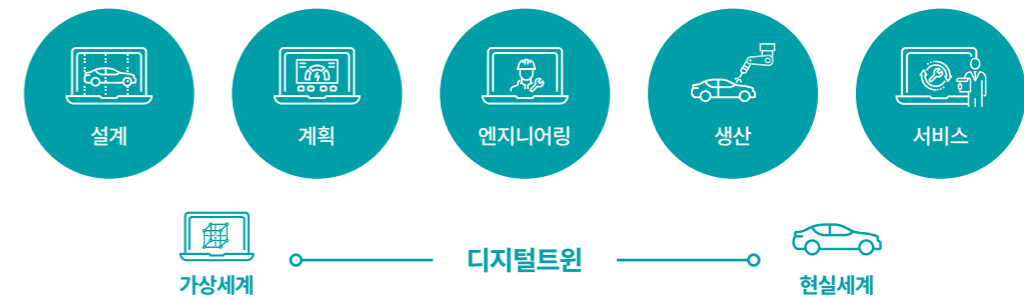 설계
계획
엔지니어링
생산
서비스
가상세계
디지털트윈
현실세계